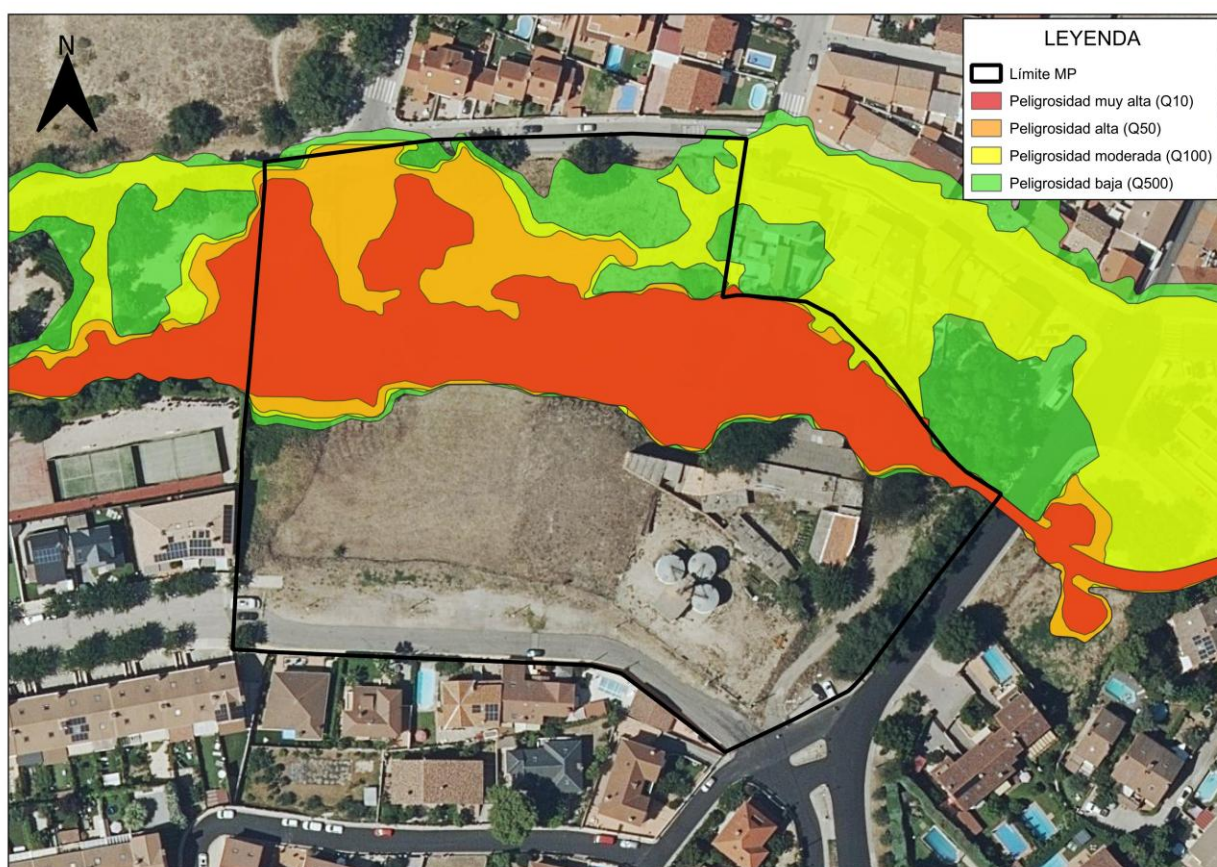 N
LEYENDA
Límite MP
Peligrosidad muy alta (Q10)
Peligrosidad alta (Q50)
Peligrosidad moderada (Q100)
Peligrosidad baja (Q500)